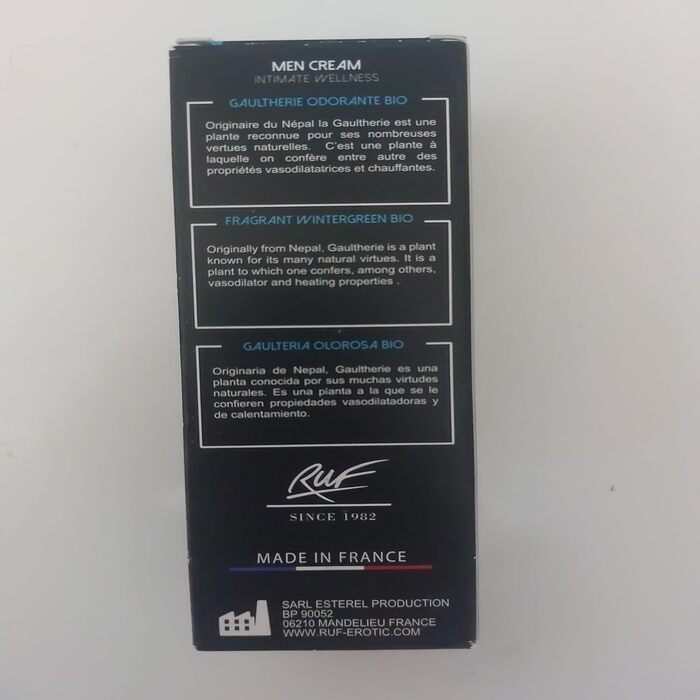 MEN CREAM
INTIMATE WELLNESS
GAULTHERIE ODORANTE BIO
Originaire du Népal la Gaultherie est une
plante reconnue pour ses nombreuses
vertues naturelles. C'est une plante à
laquelle on confère entre autre des
propriétés vasodilatatrices et chauffantes.
FRAGRANT WINTERGREEN BIO
Originally from Nepal, Gaultherie is a plant
known for its many natural virtues. It is a
plant to which one confers, among others,
vasodilator and heating properties .
GAULTERIA OLOROSA BIO
Originaria de Nepal, Gaultherie es una
planta conocida por sus muchas virtudes
naturales. Es una planta a la que se le
confieren propiedades vasodilatadoras y
de calentamiento.
RUF
SINCE 1982
MADE IN FRANCE
SARL ESTEREL PRODUCTION
BP 90052
06210 MANDELIEU FRANCE
WWW.RUF-EROTIC.COM